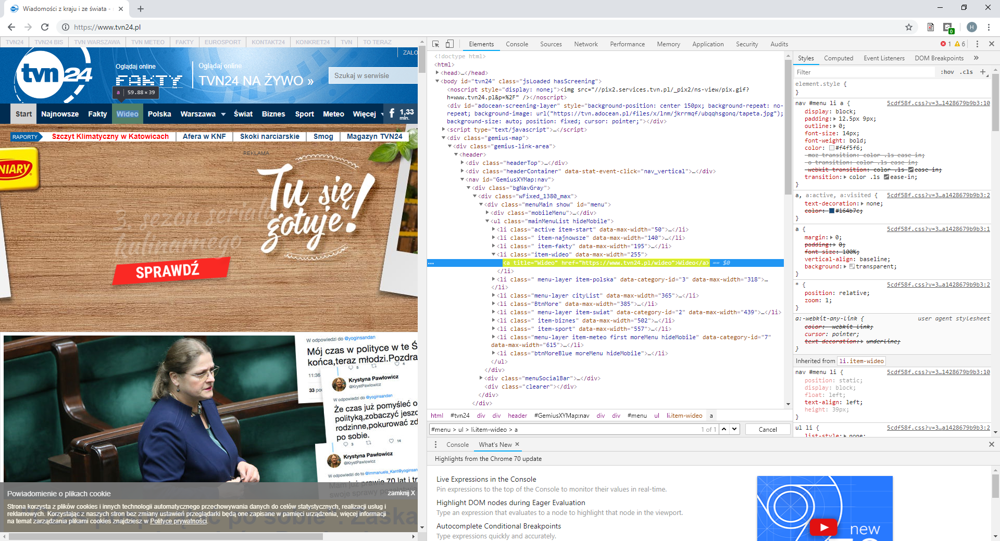 Wiadomości z kraju i ze świata -
https://www.tvn24.pl
H
0
TVN24 TVN24 BIS TVN WARSZAWA TVN METEO FAKTY EUROSPORT KONTAKT24 KONKRET24 TVN TO TERAZ
ZALO
tvn24
Oglądaj online
FAKTY
tvn
Oglądaj online
TVN24 NA ŻYWO »
Szukaj w serwisie
a 59.88 × 39
Start Najnowsze Fakty Wideo Polska Warszawa Świat Biznes Sport Meteo Więcej f 1,33 mln.
RAPORTY Szczyt Klimatyczny w Katowicach Afera w KNF Skoki narciarskie Smog Magazyn TVN24
REKLAMA
NIARY
Tu się gotuje!
3. sezon serialu
kulinarnego
SPRAWDŹ
W odpowiedzi do @yoginsandan
Mój czas w polityce w te Ś
końca,teraz młodzi.Pozdra
5 4
11:36
33 po
Krystyna Pawłowicz
@KrystPawlowicz
W odpowiedzi do @yoginsandan
Że czas już pomyśleć o
polityką,zobaczyć jeszc
rodzinne,pokurować zd
po sobie.
3 14
Krystyna Pawłowicz
@KrystPawlowicz
W odpowiedzi do to @Immanuela_Kant@yoginsan
Mam już prawie 70 lat i tr
Powiadomienie o plikach cookie
zamknij X
Strona korzysta z plików cookies i innych technologii automatycznego przechowywania danych do celów statystycznych, realizacji usług i
reklamowych. Korzystając z naszych stron bez zmiany ustawień przeglądarki będą one zapisane w pamięci urządzenia, więcej informacji
na temat zarządzania plikami cookies znajdziesz w Polityce prywatności.
po sobie". Zaska
Elements Console Sources Network Performance Memory Application Security Audits
1 6
<!doctype html>
<html>
<head>…</head>
<body id="tvn24" class="jsLoaded hasScreening">
<noscript style="display: none;"><img src="//pix2.services.tvn.pl/_pix2/ns-view/pix.gif?
h=www.tvn24.pl&p=%2F" /></noscript>
<div id="adocean-screening-layer" style="background-position: center 150px; background-repeat: no-
repeat; background-image: url("https://tvn.adocean.pl/files/x/lnm/jkrrmqf/ubqqhsgonq/tapeta.jpg");
background-size: auto; position: fixed; cursor: pointer;"></div>
<script type="text/javascript">…</script>
<div class="gemius-map">
<div class="gemius-link-area">
<header>
<div class="headerTop">…</div>
<div class="headerContainer" data-stat-event-click="nav_vertical">…</div>
<nav id="GemiusXYMap:nav">
<div class="bgNavGray">
<div class="wFixed_1380_max">
<div class="menuMain show" id="menu">
<div class="mobileMenu">…</div>
<ul class="mainMenuList hideMobile">
<li class="active item-start" data-max-width="50">…</li>
<li class=" item-najnowsze" data-max-width="140">…</li>
<li class=" item-fakty" data-max-width="195">…</li>
<li class="item-wideo" data-max-width="255">
… <a title="Wideo" href="https://www.tvn24.pl/wideo">Wideo</a> == $0
</li>
<li class=" menu-layer item-polska" data-category-id="3" data-max-width="318">…
</li>
<li class="menu-layer cityList" data-max-width="365">…</li>
<li class="BtnMore" data-max-width="385">…</li>
<li class=" menu-layer item-swiat" data-category-id="2" data-max-width="439">…</li>
<li class=" item-biznes" data-max-width="502">…</li>
<li class=" item-sport" data-max-width="557">…</li>
<li class="menu-layer item-meteo first moreMenu hideMobile" data-category-id="7"
data-max-width="615">…</li>
<li class="btnMoreBlue moreMenu hideMobile">…</li>
</ul>
</div>
<div class="menuSocialBar">…</div>
<div class="clearer"></div>
</div>
</div>
html #tvn24 div div header #GemiusXYMap:nav div div #menu ul li.item-wideo a
#menu > ul > li.item-wideo > a 1 of 1 Cancel
Styles Computed Event Listeners DOM Breakpoints »
Filter :hov .cls +
element.style {
}
nav #menu li a { 5cdf58f.css?v=3…1428679b9b3:10
display: block;
padding: 12.5px 9px;
outline: 0;
font-size: 14px;
font-weight: bold;
color: #f4f5f6;
-moz-transition: color .1s ease-in;
-o-transition: color .1s ease-in;
-webkit-transition: color .1s ease-in;
transition: color .1s ease-in;
}
a, a:active, a:visited { 5cdf58f.css?v=3…a1428679b9b3:2
text-decoration: none;
color: #164b7c;
}
a { 5cdf58f.css?v=3…a1428679b9b3:1
margin: 0;
padding: 0;
font-size: 100%;
vertical-align: baseline;
background: transparent;
}
* { 5cdf58f.css?v=3…a1428679b9b3:2
position: relative;
zoom: 1;
}
a:-webkit-any-link { user agent stylesheet
color: -webkit-link;
cursor: pointer;
text-decoration: underline;
}
Inherited from li.item-wideo
nav #menu li { 5cdf58f.css?v=3…1428679b9b3:10
position: static;
display: block;
float: left;
text-align: left;
height: 39px;
}
ul li { 5cdf58f.css?v=3…a1428679b9b3:2
list-style: none;
Console What's New
Highlights from the Chrome 70 update
Live Expressions in the Console
Pin expressions to the top of the Console to monitor their values in real-time.
Highlight DOM nodes during Eager Evaluation
Type an expression that evaluates to a node to highlight that node in the viewport.
Autocomplete Conditional Breakpoints
Type expressions quickly and accurately.
new